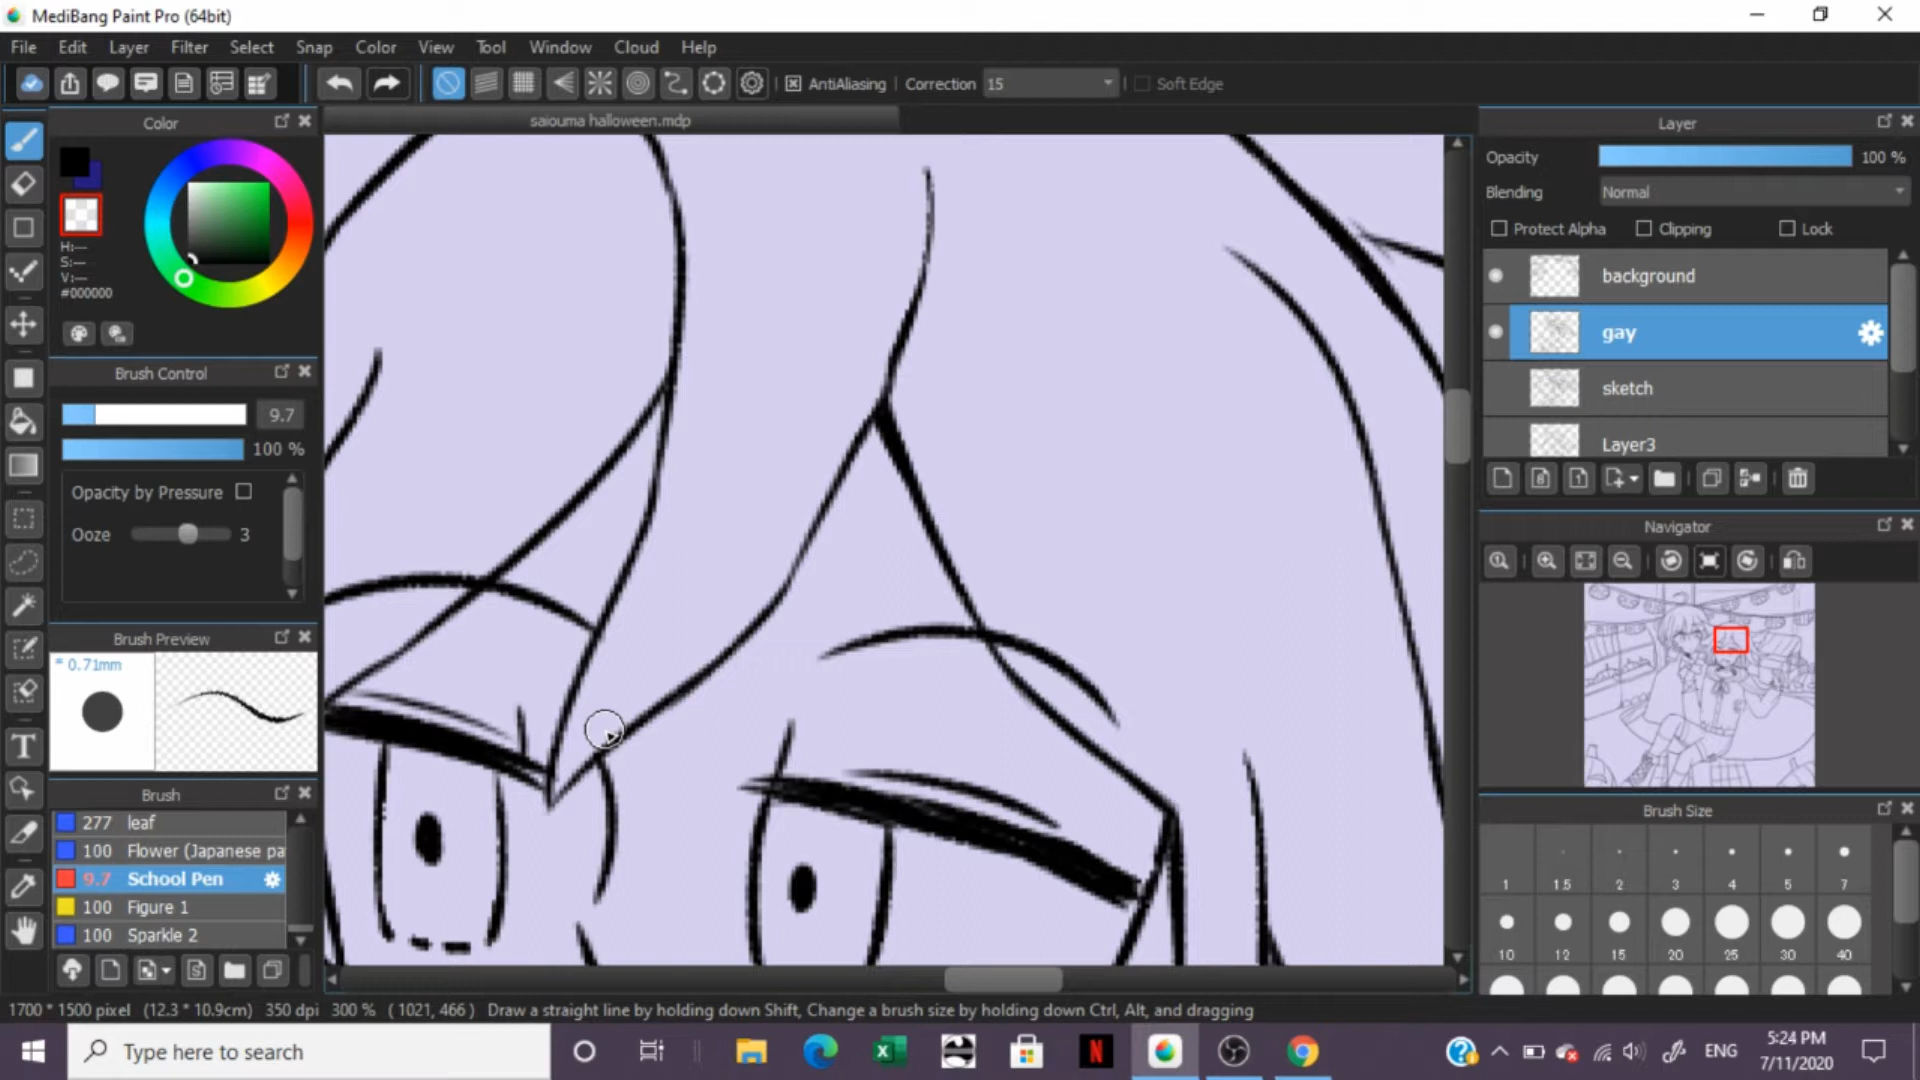 MediBang Paint Pro (64bit)
File Edit Layer Filter Select Snap Color View Tool Window Cloud Help
AntiAliasing Correction 15 Soft Edge
Color
saiouma halloween.mdp
Layer
Opacity 100 %
Blending Normal
Protect Alpha Clipping Lock
H:---
S:---
V:---
#000000
background
gay
sketch
Layer3
Brush Control
9.7
100 %
Opacity by Pressure
Ooze 3
Navigator
Brush Preview
* 0.71mm
Brush
277 leaf
100 Flower (Japanese pa
9.7 School Pen
100 Figure 1
100 Sparkle 2
Brush Size
1 1.5 2 3 4 5 7
10 12 15 20 25 30 40
1700 * 1500 pixel (12.3 * 10.9cm) 350 dpi 300 % ( 1021, 466 ) Draw a straight line by holding down Shift, Change a brush size by holding down Ctrl, Alt, and dragging
Type here to search
ENG
5:24 PM
7/11/2020